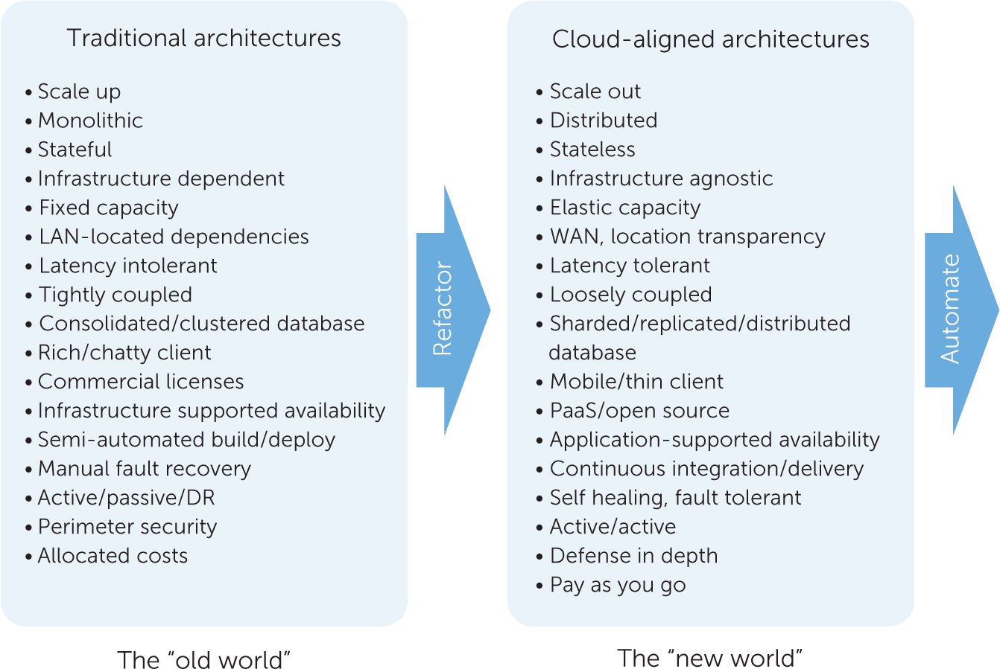 Traditional architectures
• Scale up
• Monolithic
• Stateful
• Infrastructure dependent
• Fixed capacity
• LAN-located dependencies
• Latency intolerant
• Tightly coupled
• Consolidated/clustered database
• Rich/chatty client
• Commercial licenses
• Infrastructure supported availability
• Semi-automated build/deploy
• Manual fault recovery
• Active/passive/DR
• Perimeter security
• Allocated costs
The “old world”
Refactor
Cloud-aligned architectures
• Scale out
• Distributed
• Stateless
• Infrastructure agnostic
• Elastic capacity
• WAN, location transparency
• Latency tolerant
• Loosely coupled
• Sharded/replicated/distributed
database
• Mobile/thin client
• PaaS/open source
• Application-supported availability
• Continuous integration/delivery
• Self healing, fault tolerant
• Active/active
• Defense in depth
• Pay as you go
The “new world”
Automate